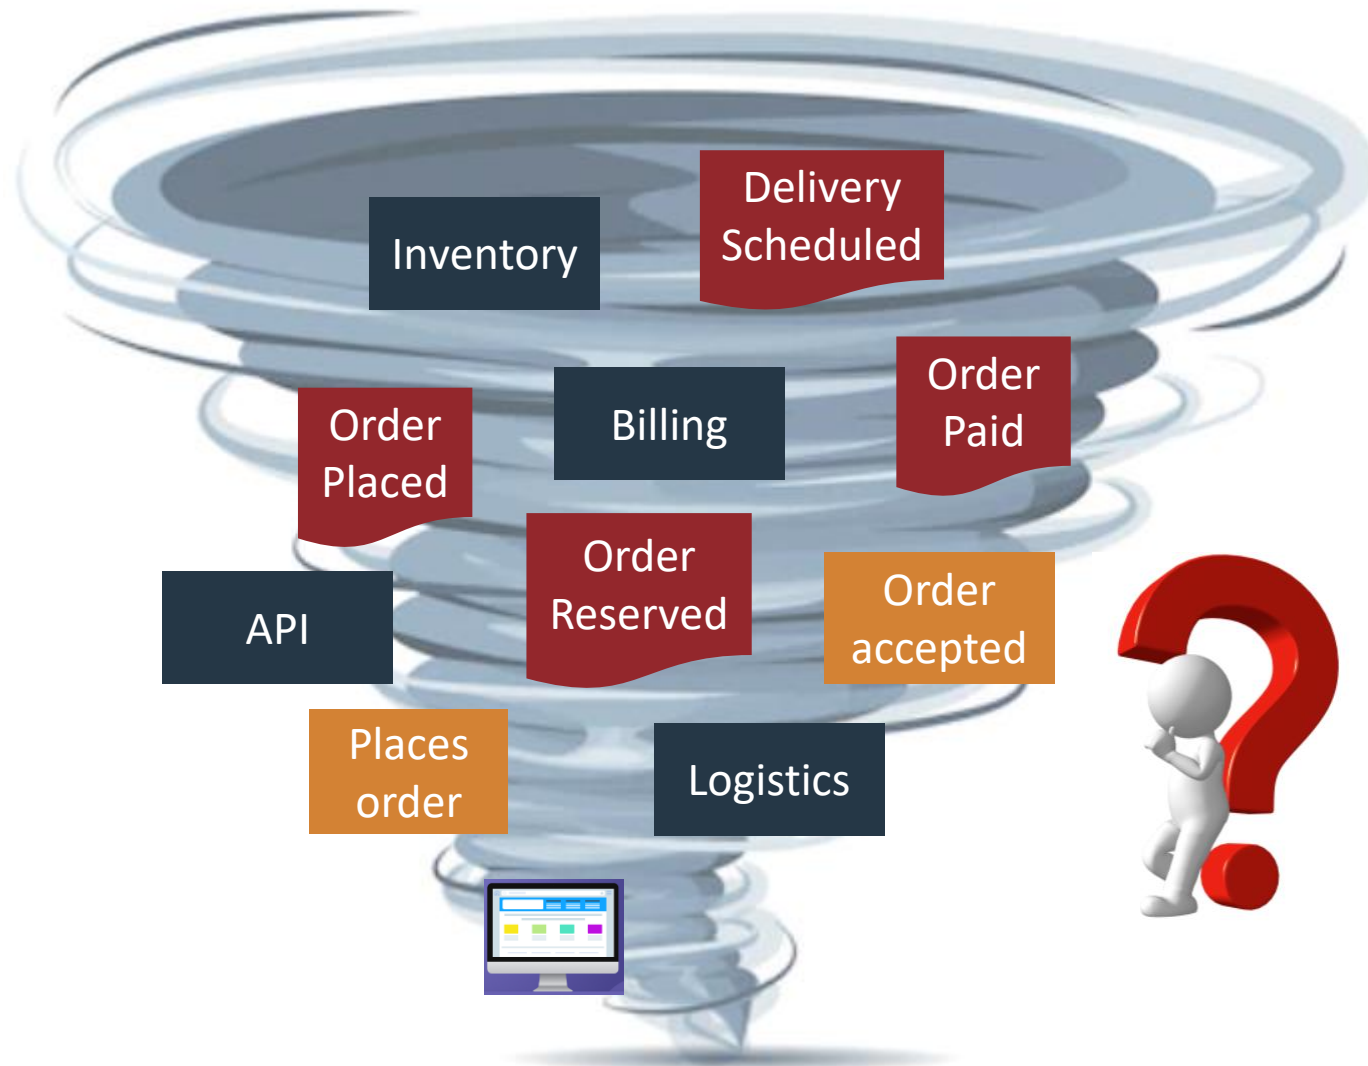 Delivery
Scheduled
Inventory
Order
Paid
Order
Placed
Billing
Order
Reserved
Order
accepted
API
Places
order
Logistics